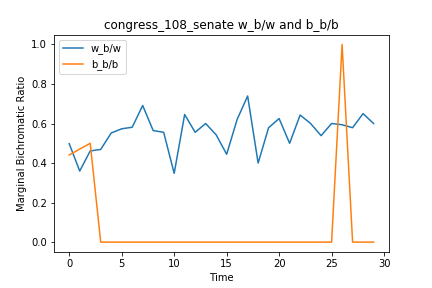 congress_108_senate w_b/w and b_b/b
w_b/w
b_b/b
Marginal Bichromatic Ratio
1.0
0.8
0.6
0.4
0.2
0.0
0 5 10 15 20 25 30
Time